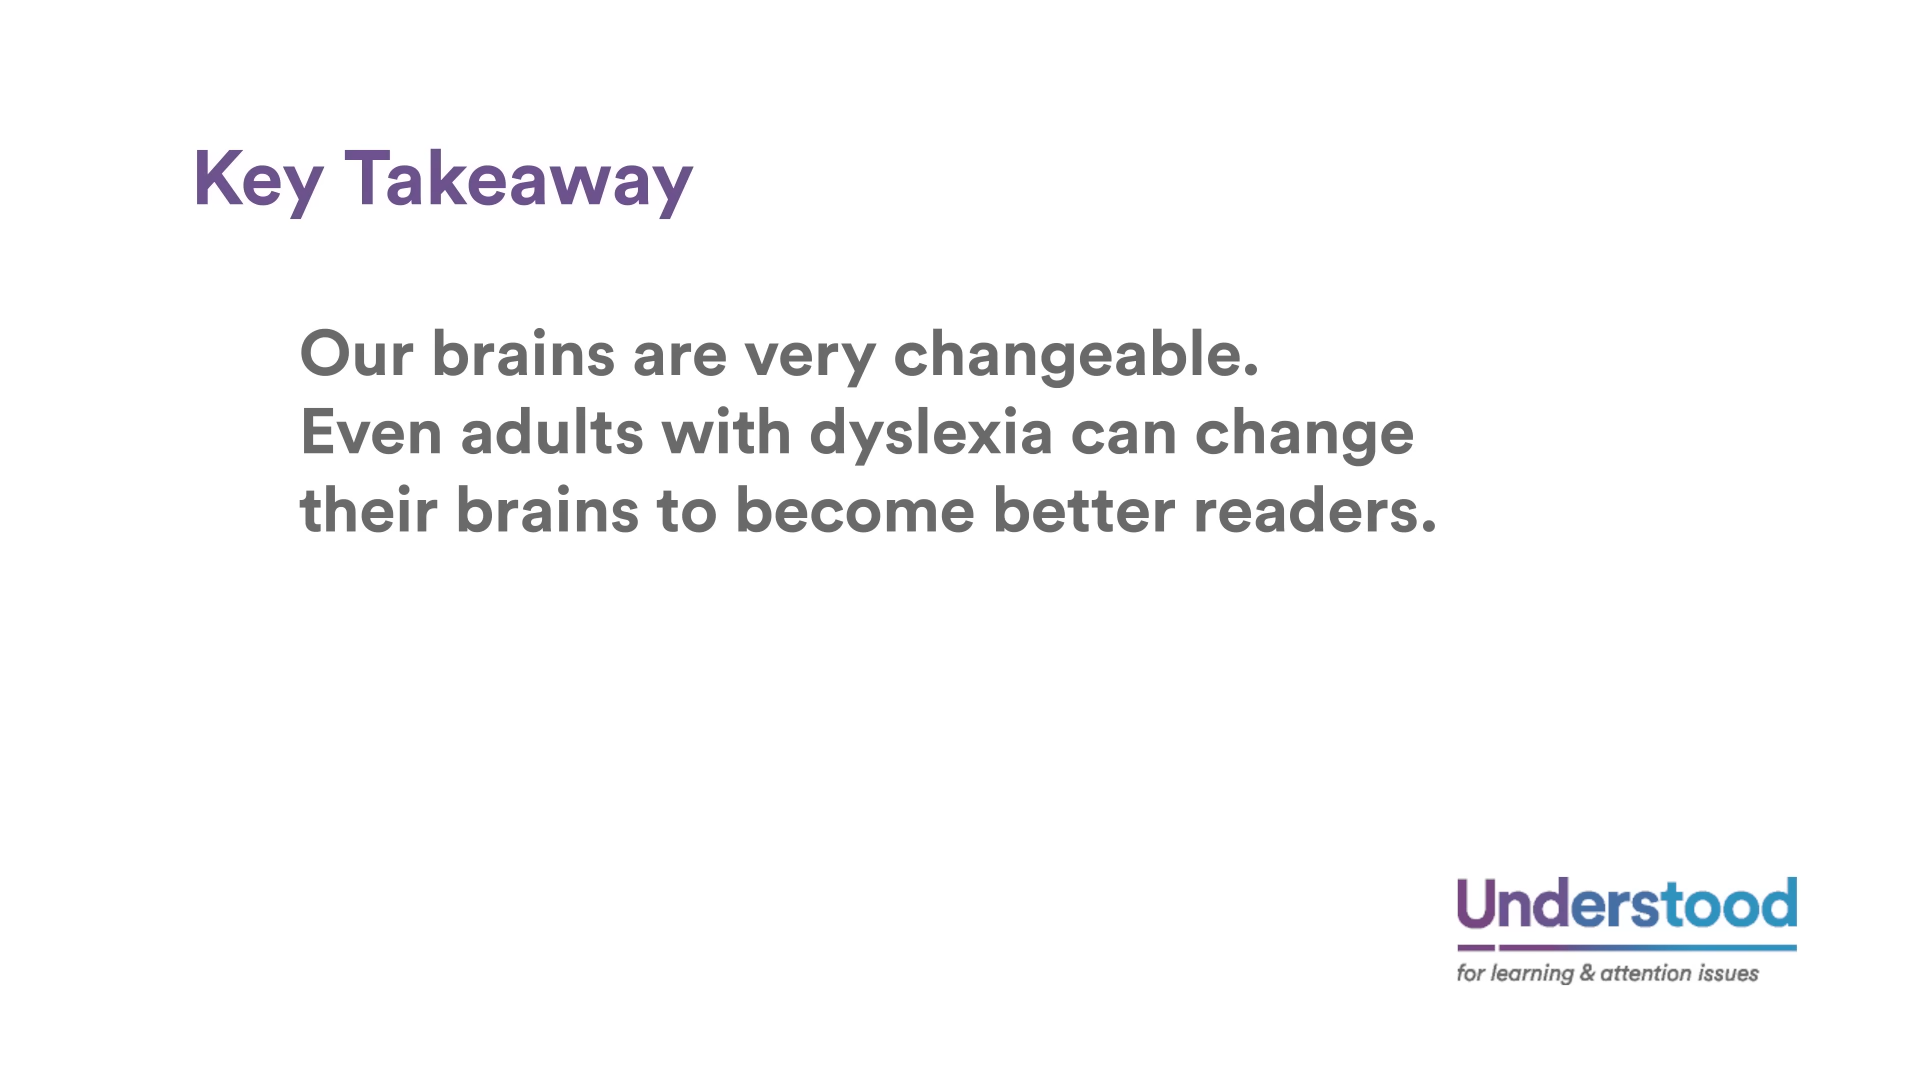 Key Takeaway
Our brains are very changeable.
Even adults with dyslexia can change
their brains to become better readers.
Understood
for learning & attention issues